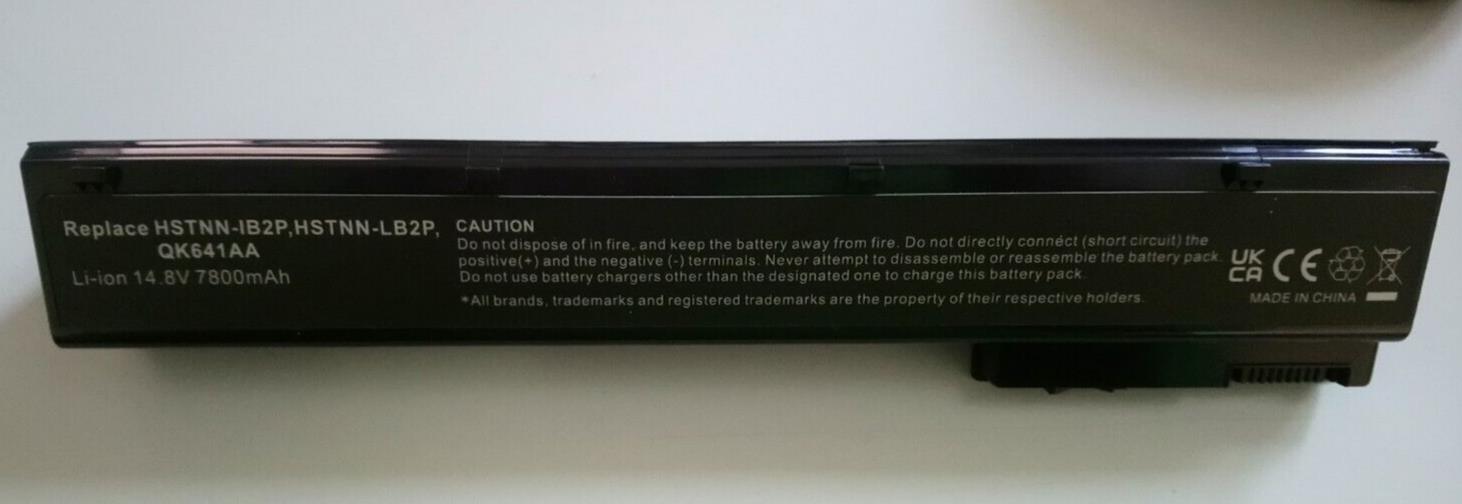 Replace HSTNN-IB2P,HSTNN-LB2P,
QK641AA
Li-ion 14.8V 7800mAh
CAUTION
Do not dispose of in fire, and keep the battery away from fire. Do not directly connect (short circuit) the
positive(+) and the negative (-) terminals. Never attempt to disassemble or reassemble the battery pack.
Do not use battery chargers other than the designated one to charge this battery pack.
*All brands, trademarks and registered trademarks are the property of their respective holders.
UK
CA
CE
MADE IN CHINA